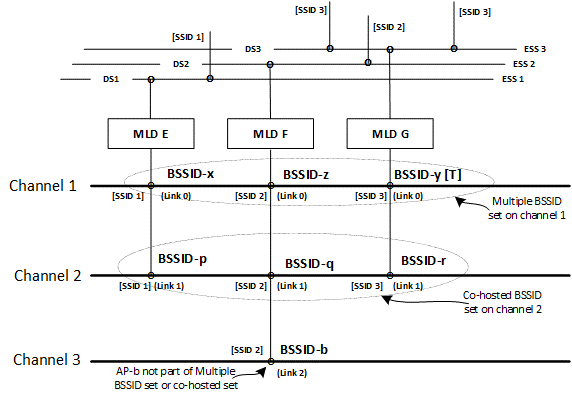 [SSID 3] [SSID 3]
[SSID 2]
[SSID 1]
DS3 ESS 3
DS2 ESS 2
DS1 ESS 1
MLD E MLD F MLD G
BSSID-x BSSID-z BSSID-y [T]
Channel 1
[SSID 1] (Link 0) [SSID 2] (Link 0) [SSID 3] (Link 0)
Multiple BSSID
set on channel 1
BSSID-p BSSID-q BSSID-r
Channel 2
[SSID 1] (Link 1) [SSID 2] (Link 1) [SSID 3] (Link 1)
Co-hosted BSSID
set on channel 2
[SSID 2] BSSID-b
Channel 3
AP-b not part of Multiple
BSSID set or co-hosted set
(Link 2)